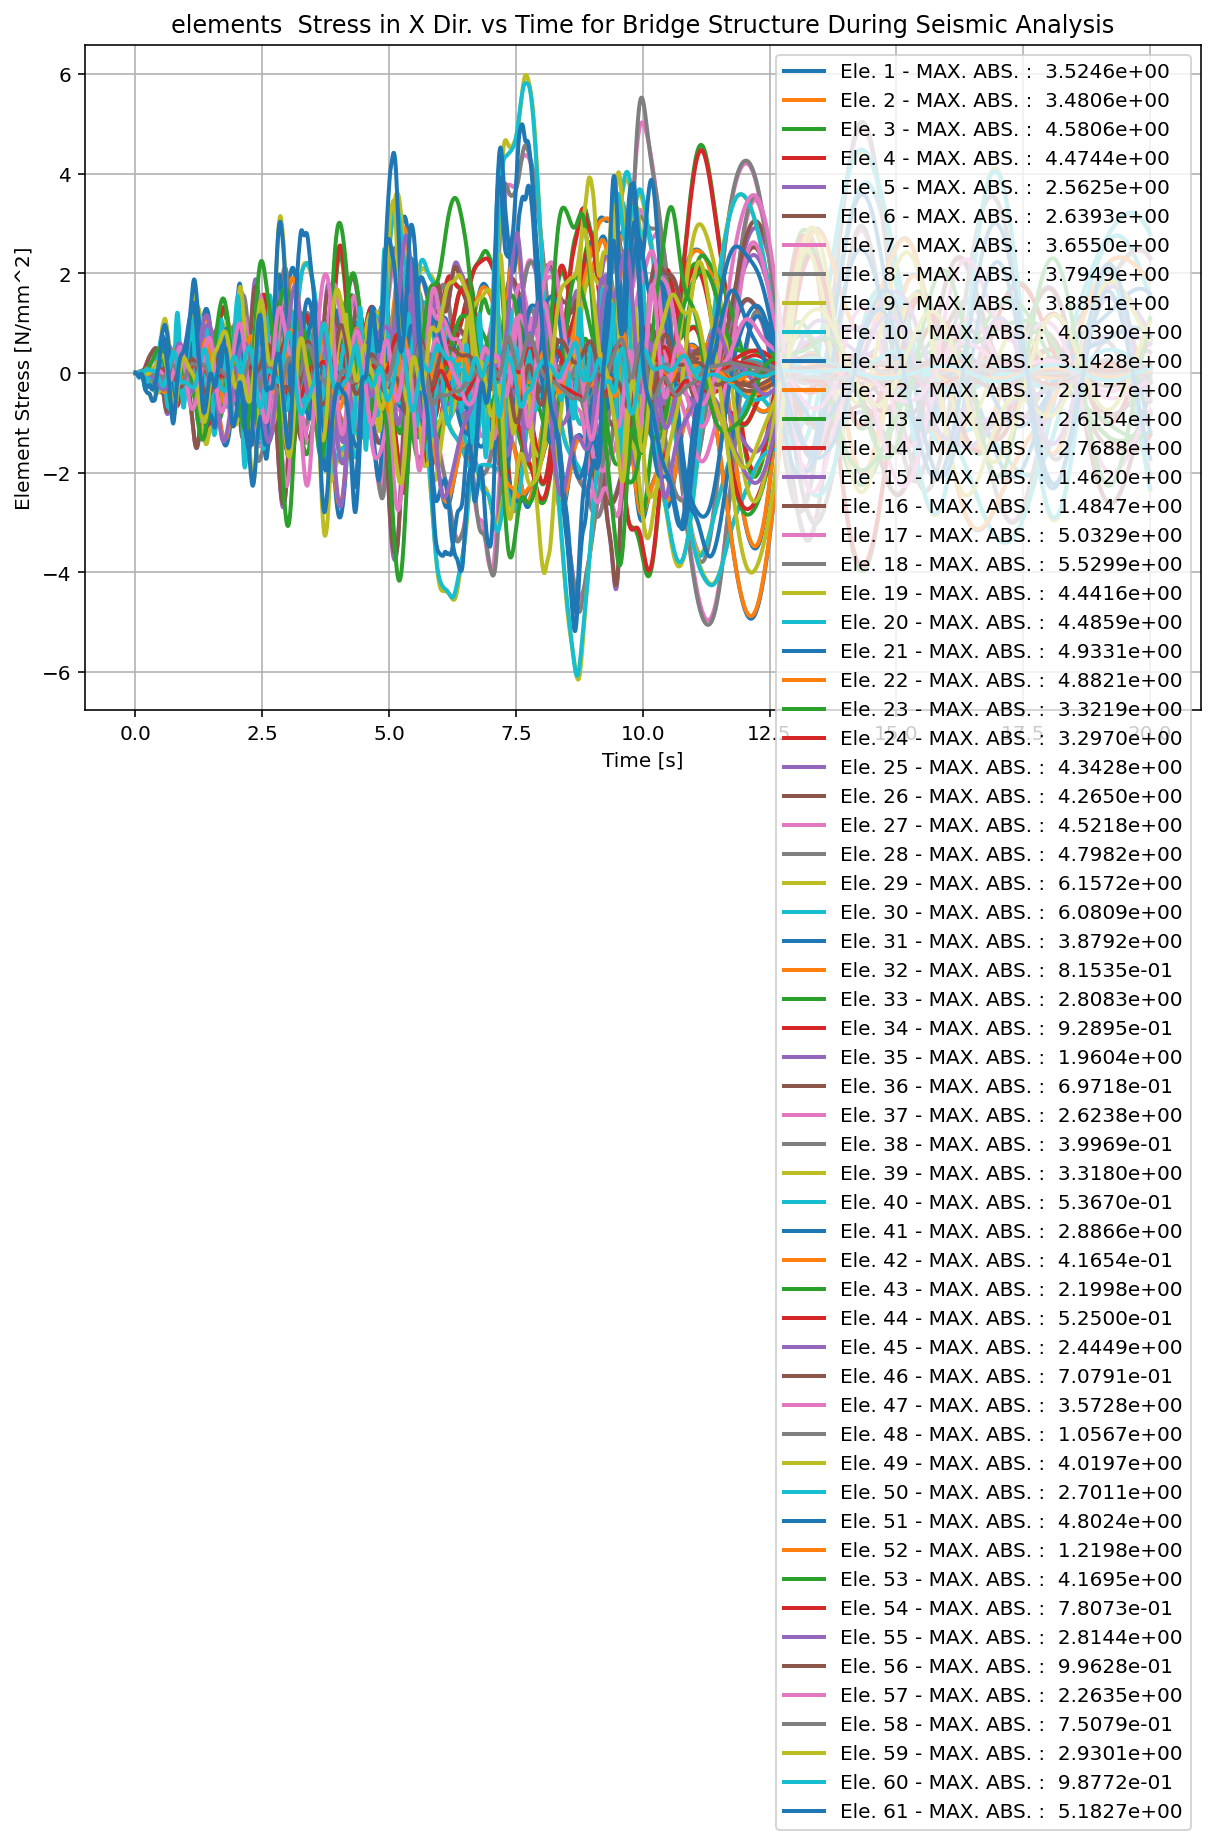 elements  Stress in X Dir. vs Time for Bridge Structure During Seismic Analysis
Element Stress [N/mm^2]
6
4
2
0
−2
−4
−6
0.0
2.5
5.0
7.5
10.0
12.5
15.0
17.5
20.0
Time [s]
Ele. 1 - MAX. ABS. :  3.5246e+00
Ele. 2 - MAX. ABS. :  3.4806e+00
Ele. 3 - MAX. ABS. :  4.5806e+00
Ele. 4 - MAX. ABS. :  4.4744e+00
Ele. 5 - MAX. ABS. :  2.5625e+00
Ele. 6 - MAX. ABS. :  2.6393e+00
Ele. 7 - MAX. ABS. :  3.6550e+00
Ele. 8 - MAX. ABS. :  3.7949e+00
Ele. 9 - MAX. ABS. :  3.8851e+00
Ele. 10 - MAX. ABS. :  4.0390e+00
Ele. 11 - MAX. ABS. :  3.1428e+00
Ele. 12 - MAX. ABS. :  2.9177e+00
Ele. 13 - MAX. ABS. :  2.6154e+00
Ele. 14 - MAX. ABS. :  2.7688e+00
Ele. 15 - MAX. ABS. :  1.4620e+00
Ele. 16 - MAX. ABS. :  1.4847e+00
Ele. 17 - MAX. ABS. :  5.0329e+00
Ele. 18 - MAX. ABS. :  5.5299e+00
Ele. 19 - MAX. ABS. :  4.4416e+00
Ele. 20 - MAX. ABS. :  4.4859e+00
Ele. 21 - MAX. ABS. :  4.9331e+00
Ele. 22 - MAX. ABS. :  4.8821e+00
Ele. 23 - MAX. ABS. :  3.3219e+00
Ele. 24 - MAX. ABS. :  3.2970e+00
Ele. 25 - MAX. ABS. :  4.3428e+00
Ele. 26 - MAX. ABS. :  4.2650e+00
Ele. 27 - MAX. ABS. :  4.5218e+00
Ele. 28 - MAX. ABS. :  4.7982e+00
Ele. 29 - MAX. ABS. :  6.1572e+00
Ele. 30 - MAX. ABS. :  6.0809e+00
Ele. 31 - MAX. ABS. :  3.8792e+00
Ele. 32 - MAX. ABS. :  8.1535e-01
Ele. 33 - MAX. ABS. :  2.8083e+00
Ele. 34 - MAX. ABS. :  9.2895e-01
Ele. 35 - MAX. ABS. :  1.9604e+00
Ele. 36 - MAX. ABS. :  6.9718e-01
Ele. 37 - MAX. ABS. :  2.6238e+00
Ele. 38 - MAX. ABS. :  3.9969e-01
Ele. 39 - MAX. ABS. :  3.3180e+00
Ele. 40 - MAX. ABS. :  5.3670e-01
Ele. 41 - MAX. ABS. :  2.8866e+00
Ele. 42 - MAX. ABS. :  4.1654e-01
Ele. 43 - MAX. ABS. :  2.1998e+00
Ele. 44 - MAX. ABS. :  5.2500e-01
Ele. 45 - MAX. ABS. :  2.4449e+00
Ele. 46 - MAX. ABS. :  7.0791e-01
Ele. 47 - MAX. ABS. :  3.5728e+00
Ele. 48 - MAX. ABS. :  1.0567e+00
Ele. 49 - MAX. ABS. :  4.0197e+00
Ele. 50 - MAX. ABS. :  2.7011e+00
Ele. 51 - MAX. ABS. :  4.8024e+00
Ele. 52 - MAX. ABS. :  1.2198e+00
Ele. 53 - MAX. ABS. :  4.1695e+00
Ele. 54 - MAX. ABS. :  7.8073e-01
Ele. 55 - MAX. ABS. :  2.8144e+00
Ele. 56 - MAX. ABS. :  9.9628e-01
Ele. 57 - MAX. ABS. :  2.2635e+00
Ele. 58 - MAX. ABS. :  7.5079e-01
Ele. 59 - MAX. ABS. :  2.9301e+00
Ele. 60 - MAX. ABS. :  9.8772e-01
Ele. 61 - MAX. ABS. :  5.1827e+00